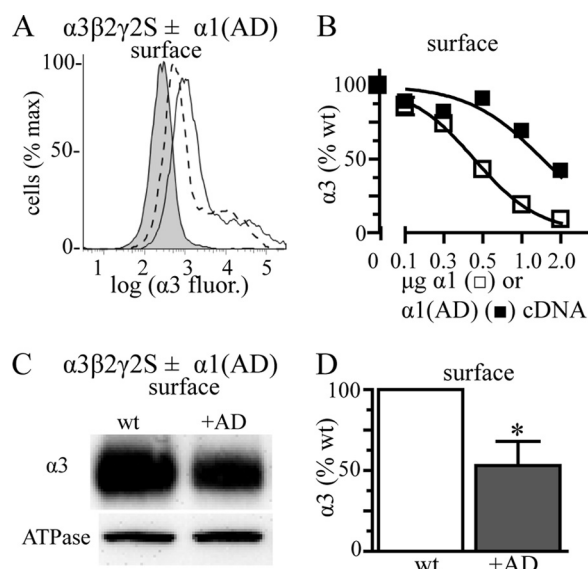 A α3β2γ2S ± α1(AD)
surface
100
50
0
cells (% max)
1 2 3 4 5
log (α3 fluor.)
B surface
100
50
0
α3 (% wt)
0 0.1 0.3 0.5 1.0 2.0
μg α1 (□) or
α1(AD) (■) cDNA
C α3β2γ2S ± α1(AD)
surface
wt +AD
α3
ATPase
D surface
100
50
0
α3 (% wt)
*
wt +AD